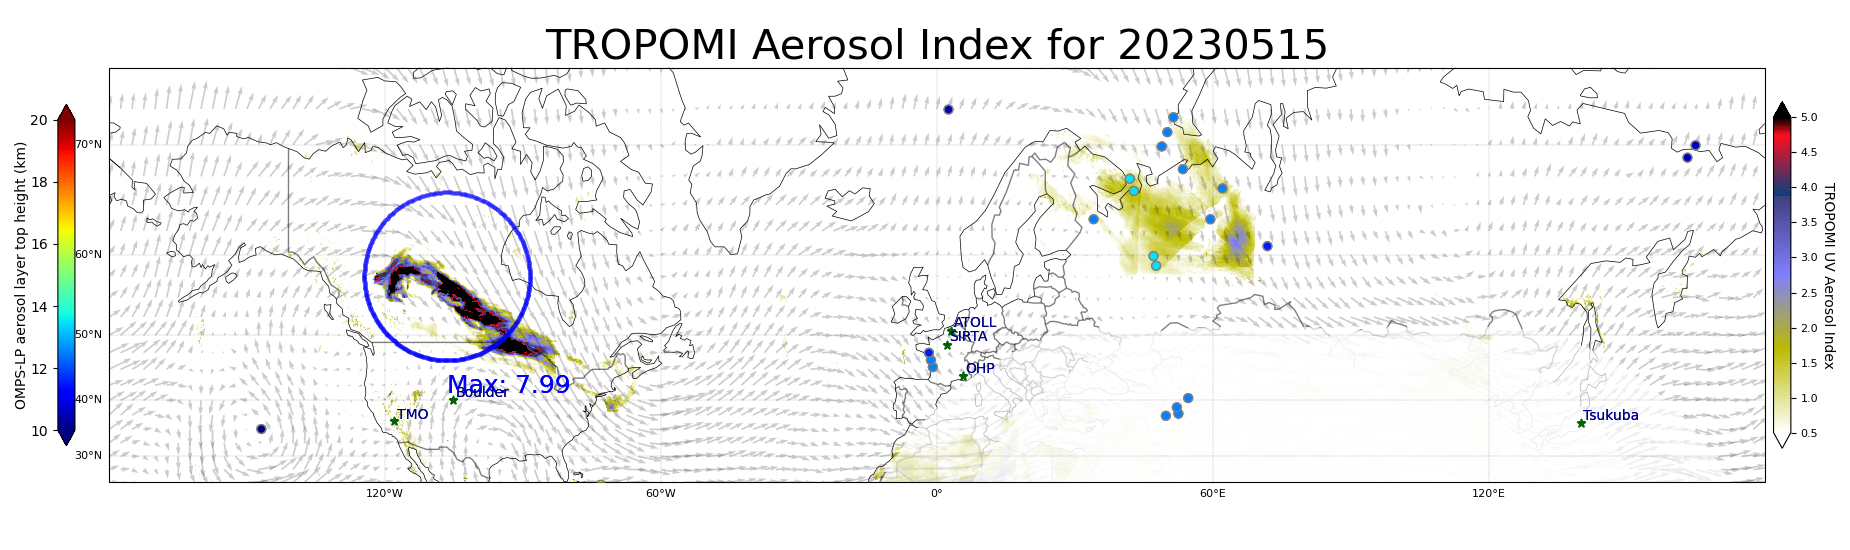 TROPOMI Aerosol Index for 20230515
OMPS-LP aerosol layer top height (km)
20
18
16
14
12
10
70°N
60°N
50°N
40°N
30°N
120°W
60°W
0°
60°E
120°E
Max: 7.99
Boulder
TMO
ATOLL
SIRTA
OHP
Tsukuba
5.0
4.5
4.0
3.5
3.0
2.5
2.0
1.5
1.0
0.5
TROPOMI UV Aerosol Index